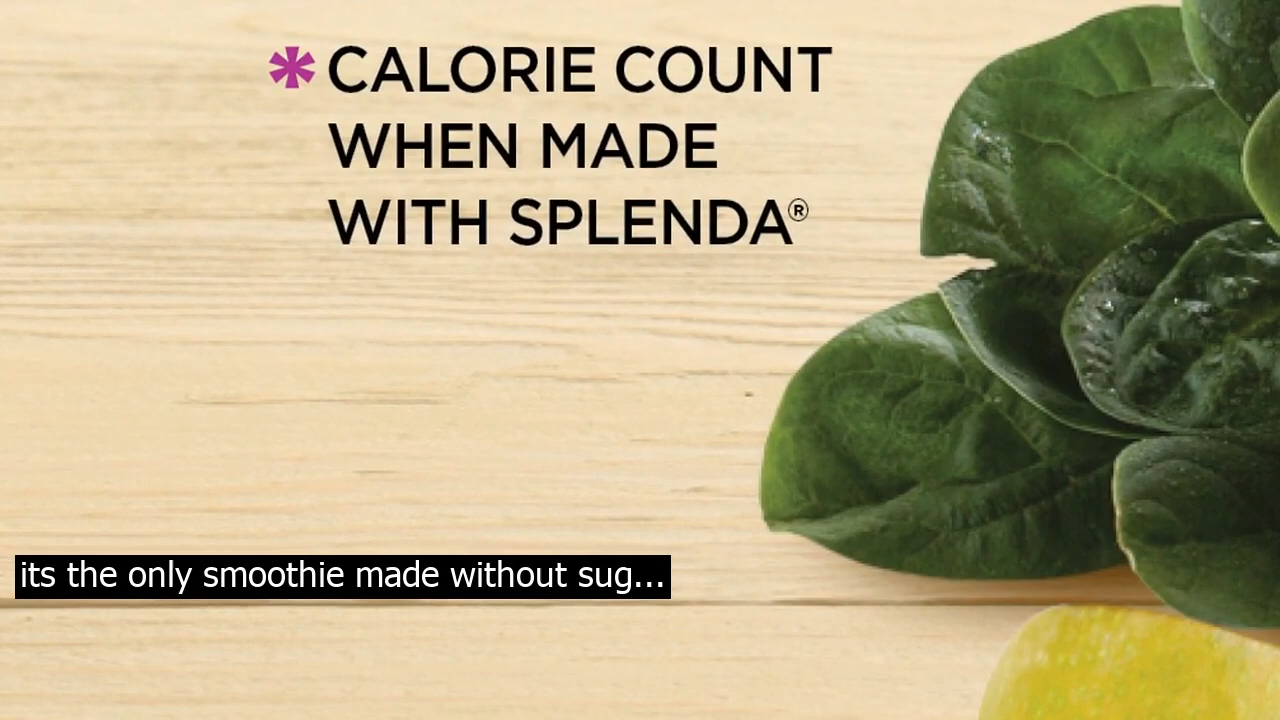 * CALORIE COUNT
WHEN MADE
WITH SPLENDA®
its the only smoothie made without sug...